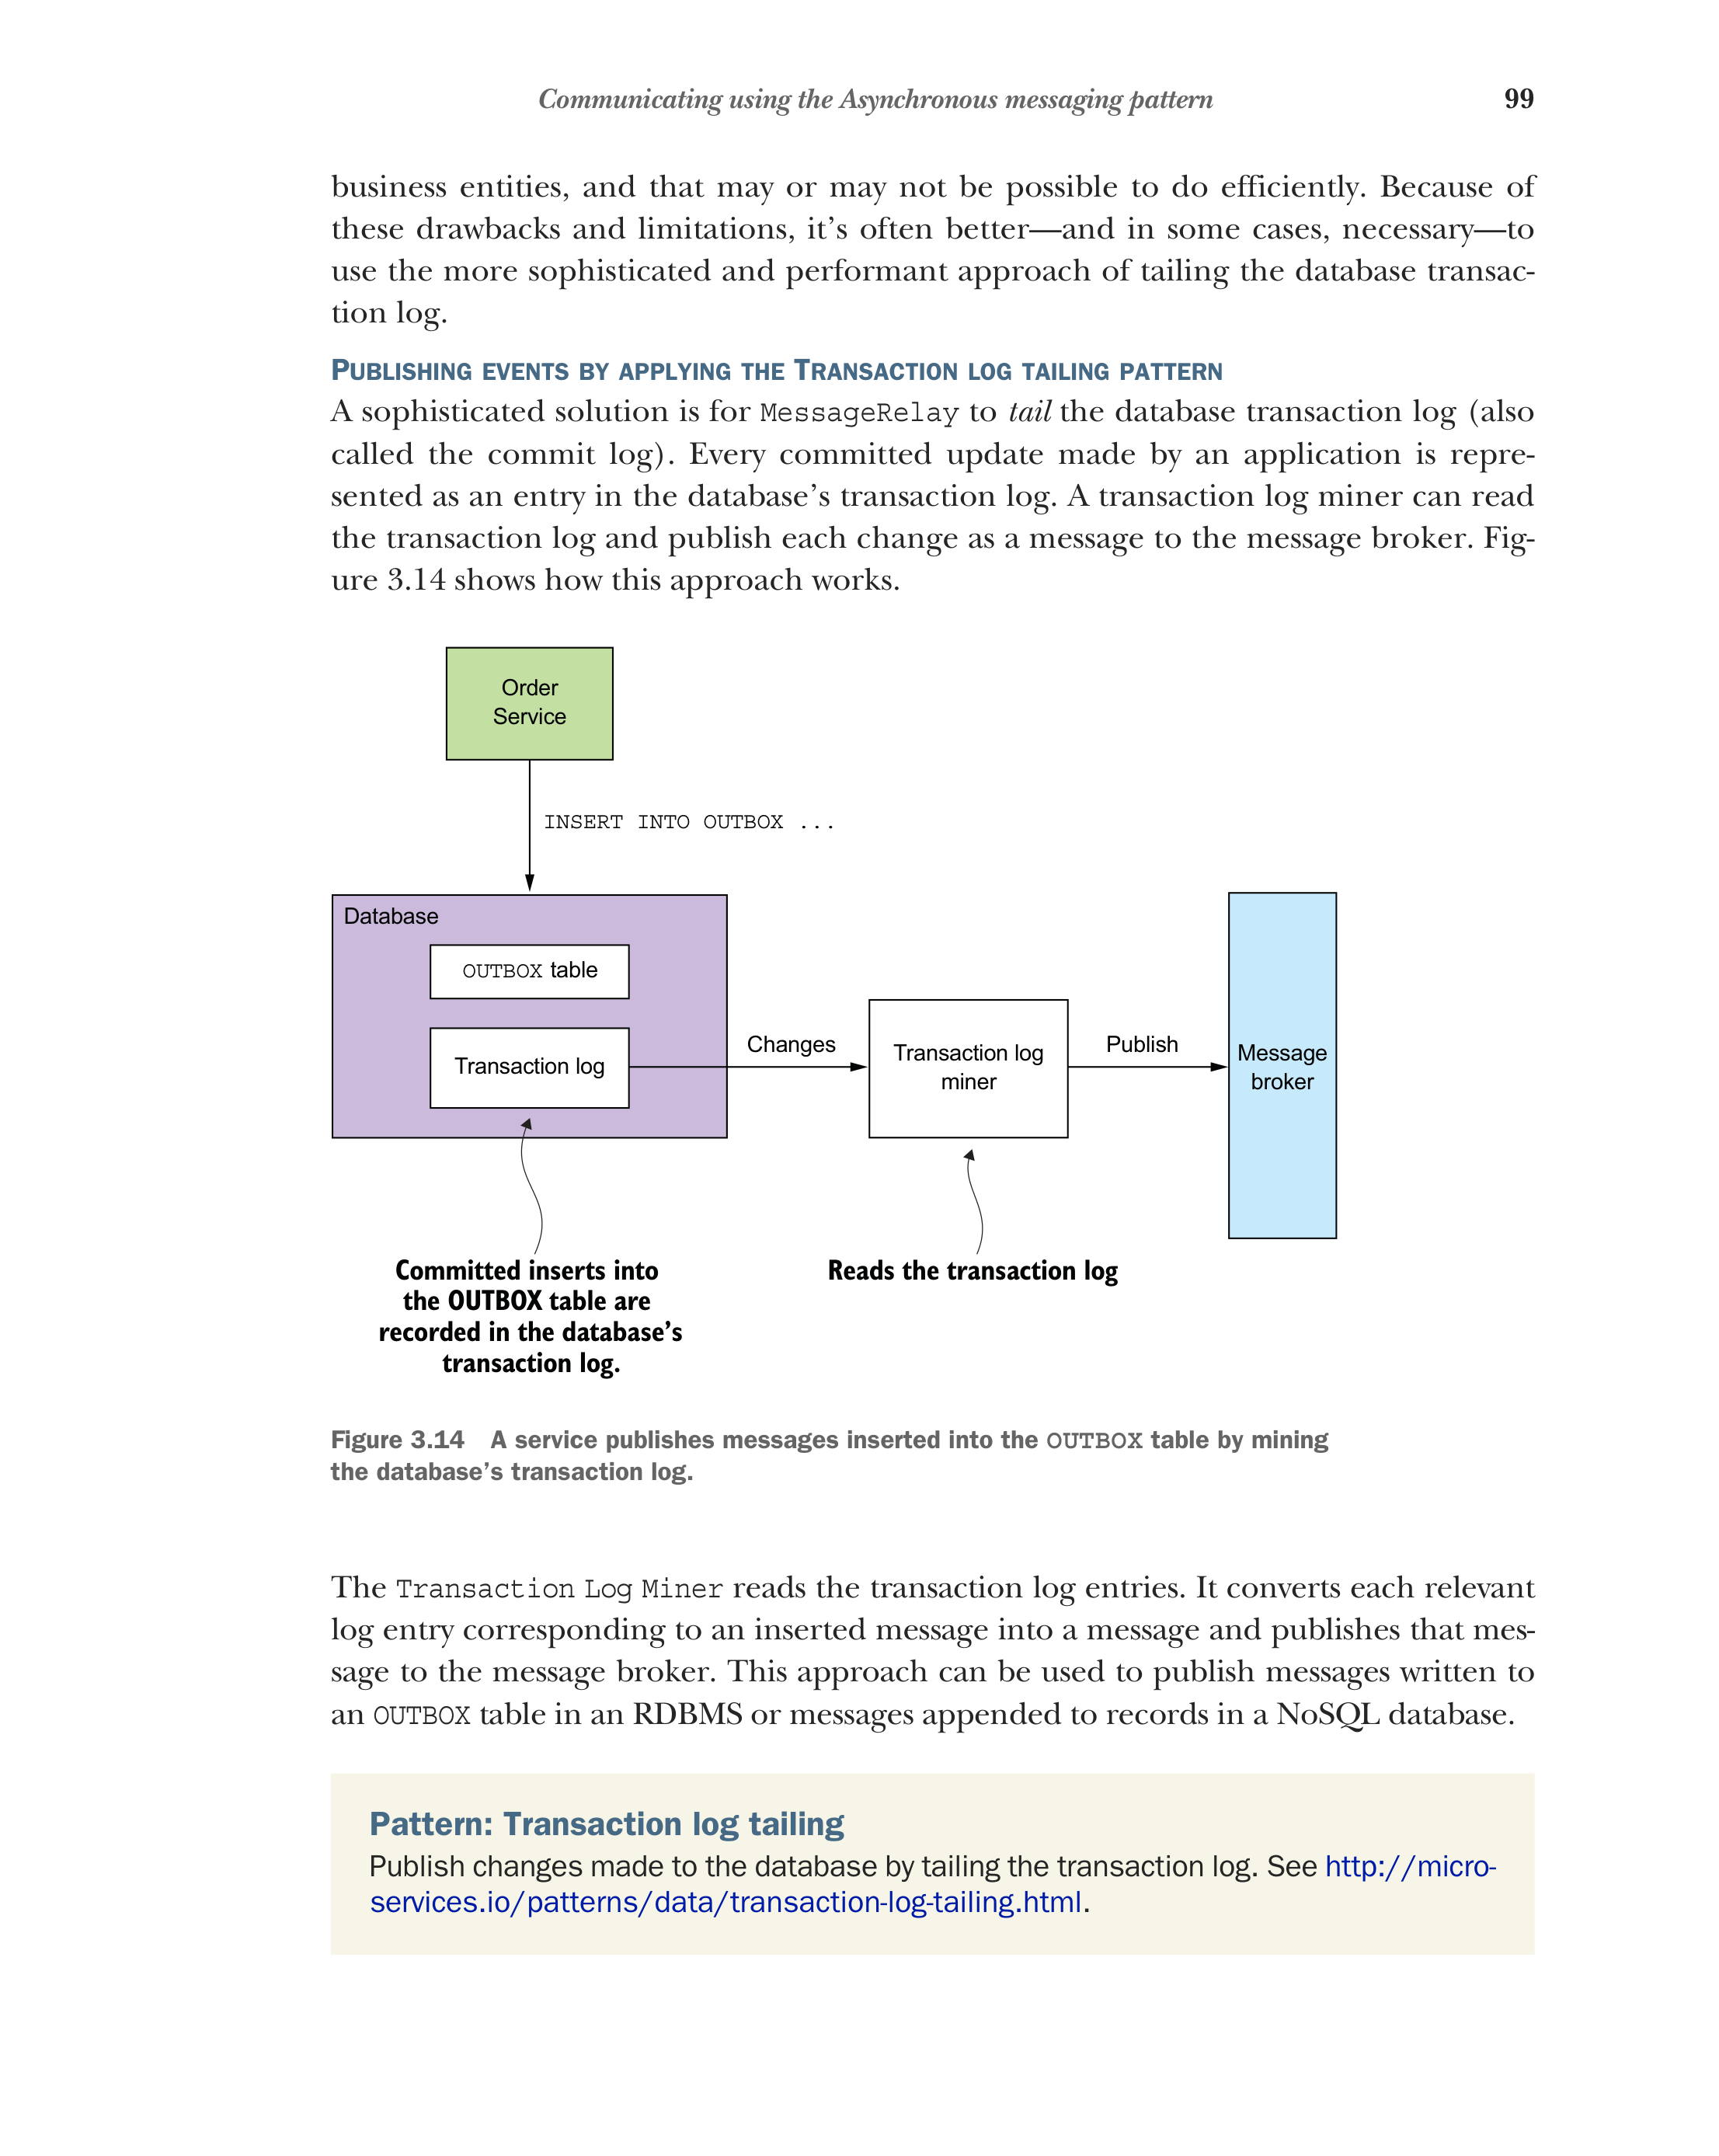 Communicating using the Asynchronous messaging pattern 99
business entities, and that may or may not be possible to do efficiently. Because of
these drawbacks and limitations, it's often better—and in some cases, necessary—to
use the more sophisticated and performant approach of tailing the database transac-
tion log.
PUBLISHING EVENTS BY APPLYING THE TRANSACTION LOG TAILING PATTERN
A sophisticated solution is for MessageRelay to tail the database transaction log (also
called the commit log). Every committed update made by an application is repre-
sented as an entry in the database's transaction log. A transaction log miner can read
the transaction log and publish each change as a message to the message broker. Fig-
ure 3.14 shows how this approach works.
Order
Service
INSERT INTO OUTBOX ...
Database
OUTBOX table
Transaction log
Changes
Transaction log
miner
Publish
Message
broker
Committed inserts into
the OUTBOX table are
recorded in the database's
transaction log.
Reads the transaction log
Figure 3.14 A service publishes messages inserted into the OUTBOX table by mining
the database's transaction log.
The Transaction Log Miner reads the transaction log entries. It converts each relevant
log entry corresponding to an inserted message into a message and publishes that mes-
sage to the message broker. This approach can be used to publish messages written to
an OUTBOX table in an RDBMS or messages appended to records in a NoSQL database.
Pattern: Transaction log tailing
Publish changes made to the database by tailing the transaction log. See http://micro-
services.io/patterns/data/transaction-log-tailing.html.